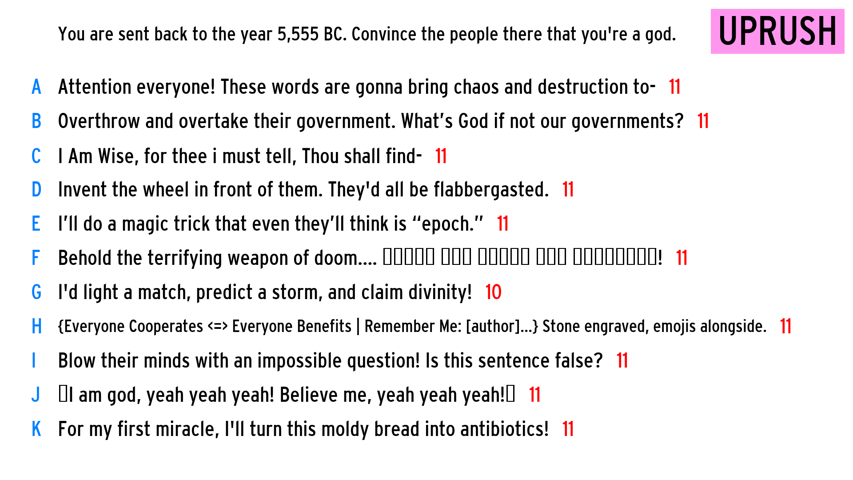 You are sent back to the year 5,555 BC. Convince the people there that you're a god.
UPRUSH
A Attention everyone! These words are gonna bring chaos and destruction to- 11
B Overthrow and overtake their government. What’s God if not our governments? 11
C I Am Wise, for thee i must tell, Thou shall find- 11
D Invent the wheel in front of them. They'd all be flabbergasted. 11
E I’ll do a magic trick that even they’ll think is “epoch.” 11
F Behold the terrifying weapon of doom.... ▯▯▯▯▯ ▯▯▯ ▯▯▯▯▯ ▯▯▯ ▯▯▯▯▯▯▯▯! 11
G I'd light a match, predict a storm, and claim divinity! 10
H {Everyone Cooperates <=> Everyone Benefits | Remember Me: [author]...} Stone engraved, emojis alongside. 11
I Blow their minds with an impossible question! Is this sentence false? 11
J ▯I am god, yeah yeah yeah! Believe me, yeah yeah yeah!▯ 11
K For my first miracle, I'll turn this moldy bread into antibiotics! 11